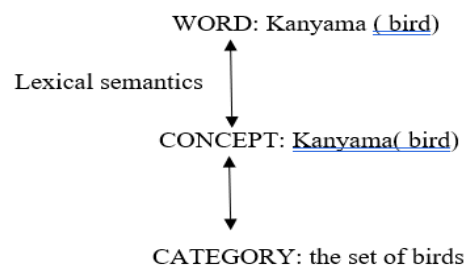 WORD: Kanyama ( bird)
Lexical semantics
CONCEPT: Kanyama( bird)
CATEGORY: the set of birds